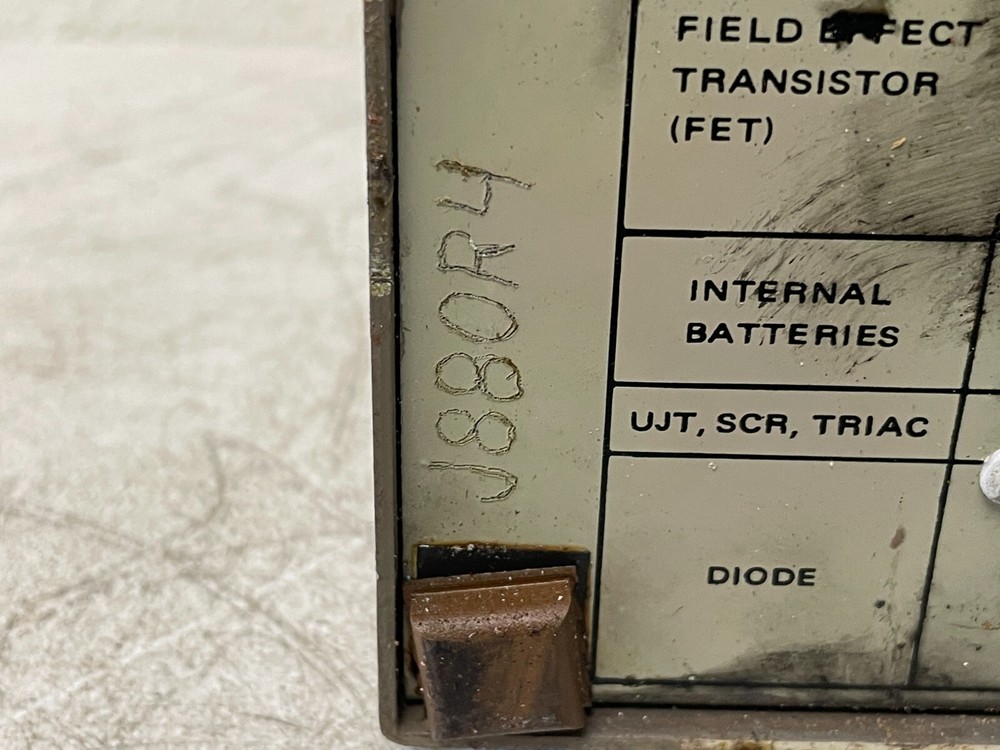 J880R4
FIELD EFFECT
TRANSISTOR
(FET)
INTERNAL
BATTERIES
UJT, SCR, TRIAC
DIODE